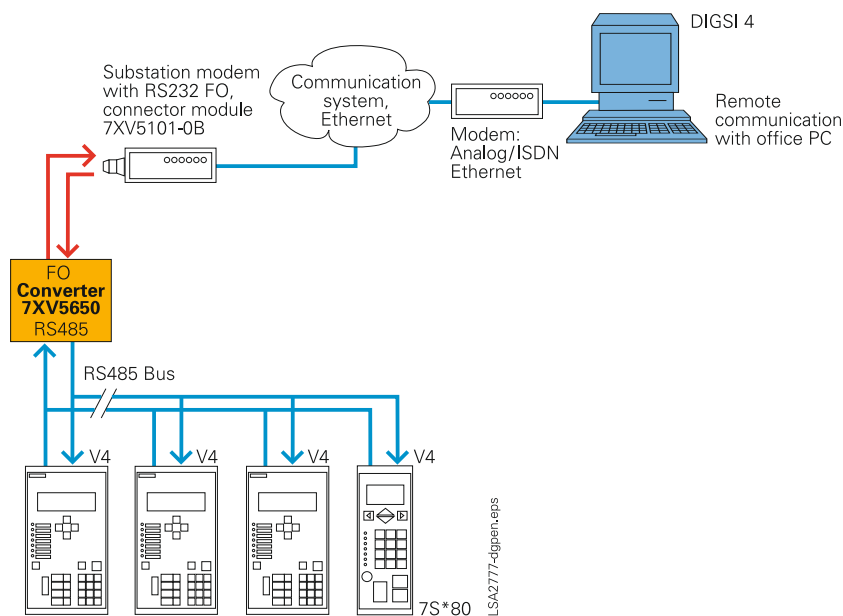 DIGSI 4
Substation modem
with RS232 FO,
connector module
7XV5101-0B
Communication
system,
Ethernet
Modem:
Analog/ISDN
Ethernet
Remote
communication
with office PC
FO
Converter
7XV5650
RS485
RS485 Bus
V4
V4
V4
V4
7S*80
LSA2777-dgpen.eps